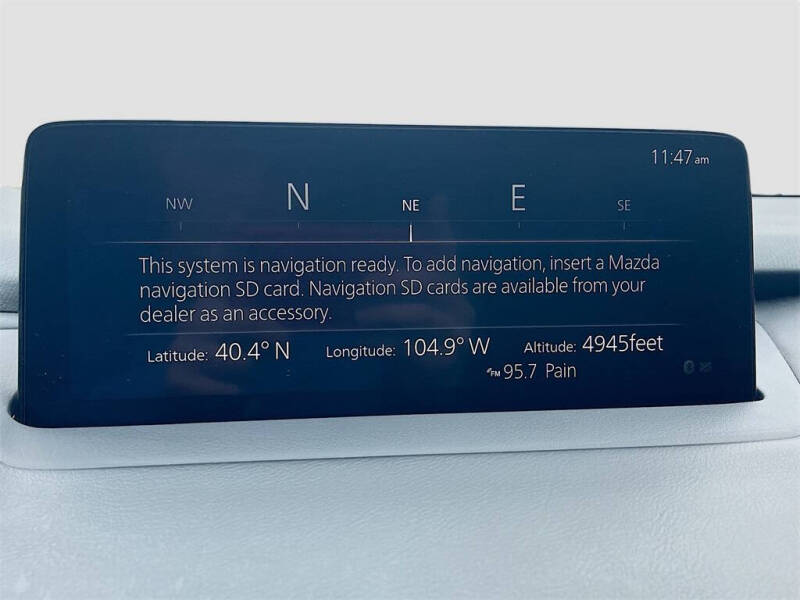 11:47am
NW N NE E SE
This system is navigation ready. To add navigation, insert a Mazda
navigation SD card. Navigation SD cards are available from your
dealer as an accessory.
Latitude: 40.4° N Longitude: 104.9° W Altitude: 4945feet
FM 95.7 Pain